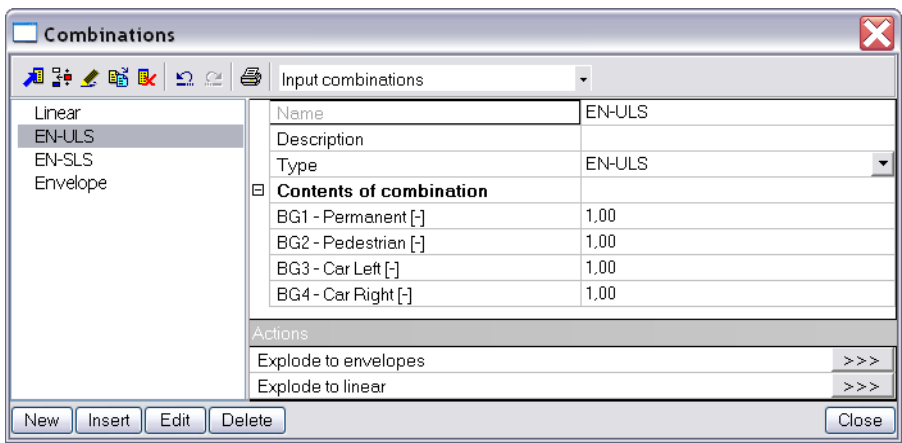 Combinations
Input combinations
Linear
EN-ULS
EN-SLS
Envelope
Name EN-ULS
Description
Type EN-ULS
Contents of combination
BG1 - Permanent [-] 1,00
BG2 - Pedestrian [-] 1,00
BG3 - Car Left [-] 1,00
BG4 - Car Right [-] 1,00
Actions
Explode to envelopes >>>
Explode to linear >>>
New Insert Edit Delete Close